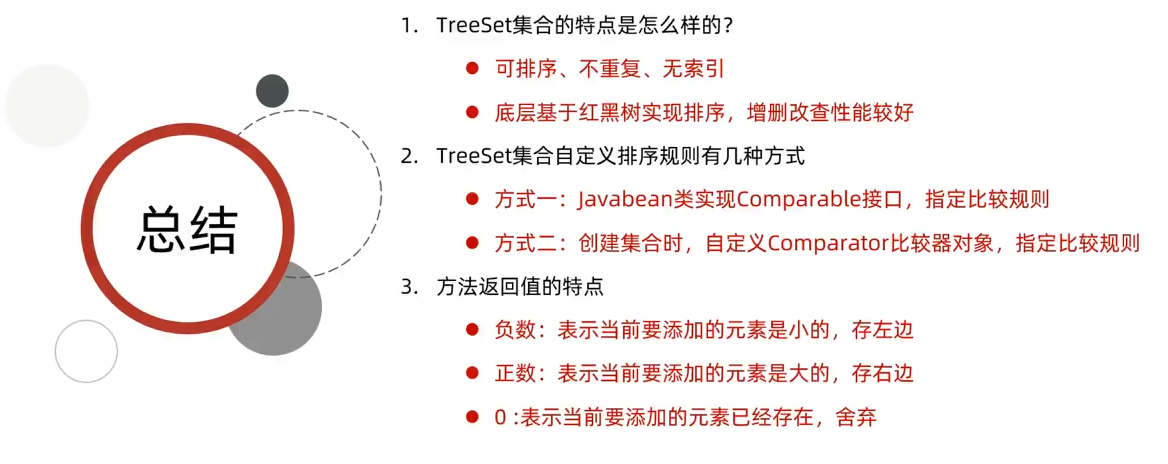 总结
1. TreeSet集合的特点是怎么样的？
● 可排序、不重复、无索引
● 底层基于红黑树实现排序，增删改查性能较好
2. TreeSet集合自定义排序规则有几种方式
● 方式一：Javabean类实现Comparable接口，指定比较规则
● 方式二：创建集合时，自定义Comparator比较器对象，指定比较规则
3. 方法返回值的特点
● 负数：表示当前要添加的元素是小的，存左边
● 正数：表示当前要添加的元素是大的，存右边
● 0 :表示当前要添加的元素已经存在，舍弃